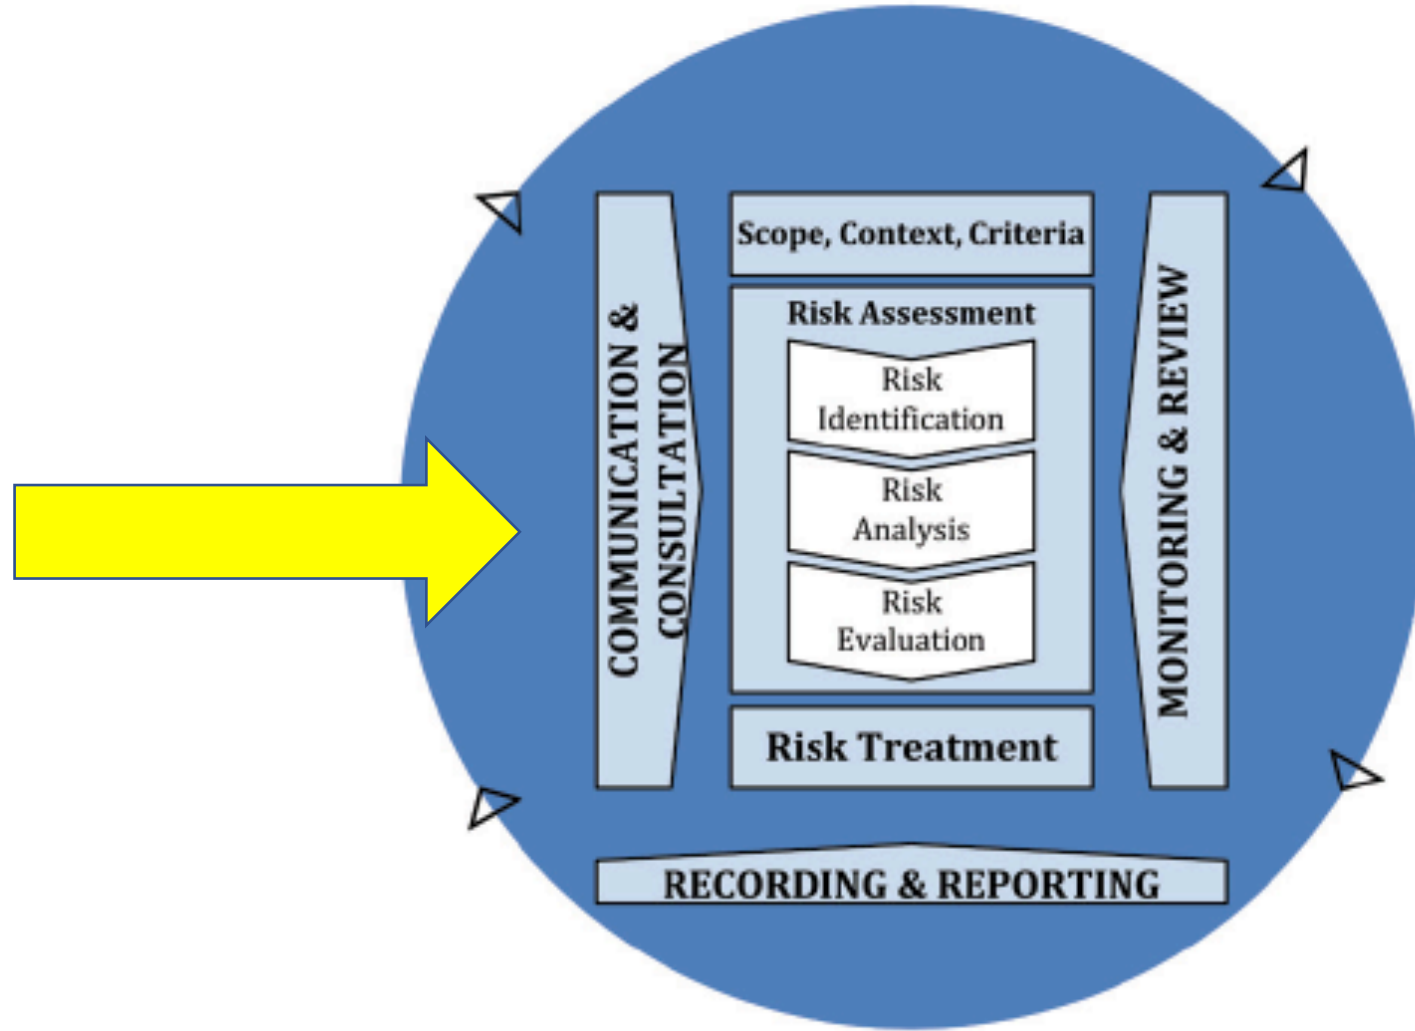 Scope, Context, Criteria
Risk Assessment
Risk
Identification
Risk
Analysis
Risk
Evaluation
Risk Treatment
COMMUNICATION &
CONSULTATION
MONITORING & REVIEW
RECORDING & REPORTING